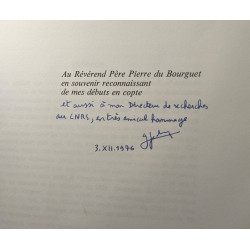 Au Révérend Père Pierre du Bourguet
en souvenir reconnaissant
de mes débuts en copte
et aussi à mon Directeur de recherches
au CNRS, en très amical hommage
3.XII.1976